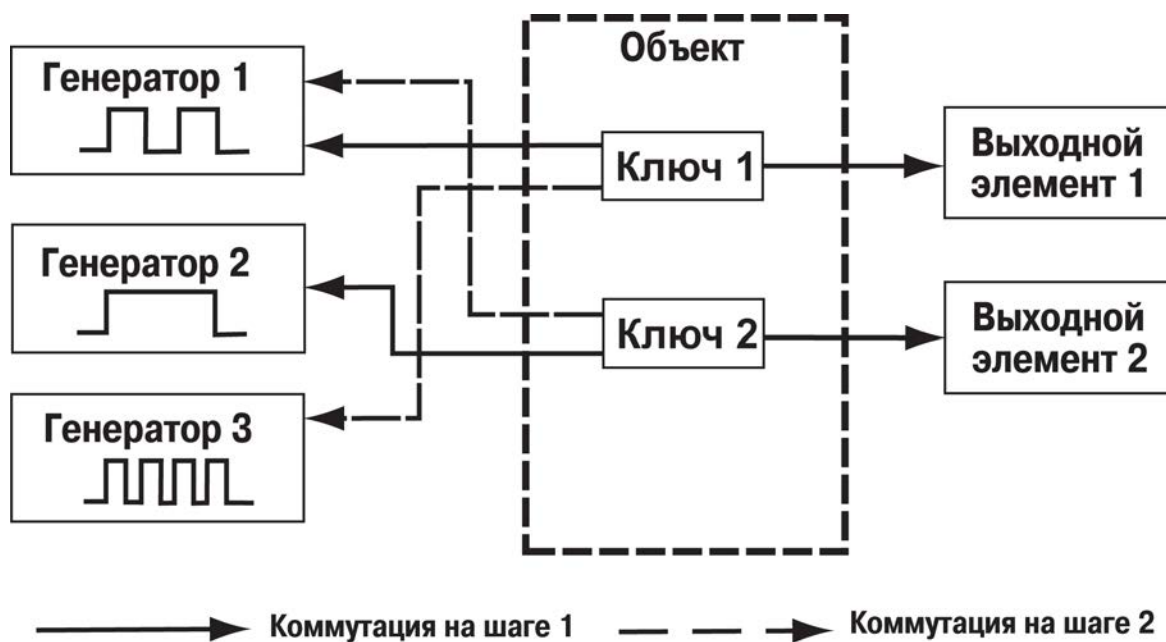 Объект
Генератор 1
Ключ 1
Выходной
элемент 1
Генератор 2
Ключ 2
Выходной
элемент 2
Генератор 3
Коммутация на шаге 1
Коммутация на шаге 2